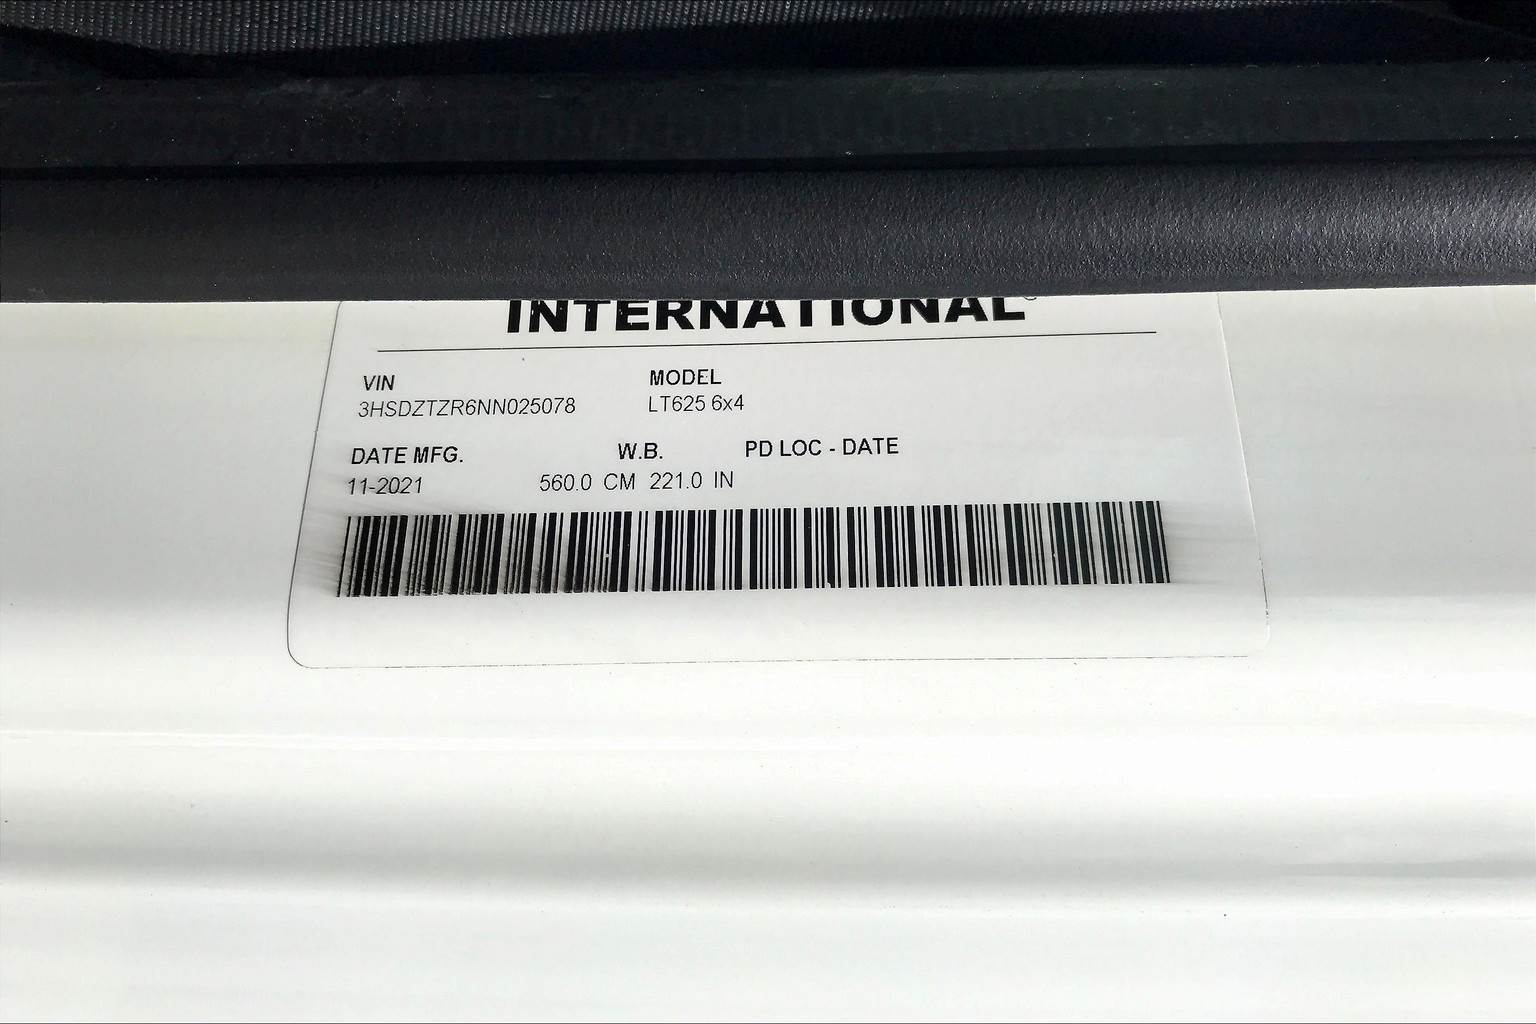 INTERNATIONAL
VIN MODEL
3HSDZTZR6NN025078 LT625 6x4
DATE MFG. W.B. PD LOC - DATE
11-2021 560.0 CM 221.0 IN